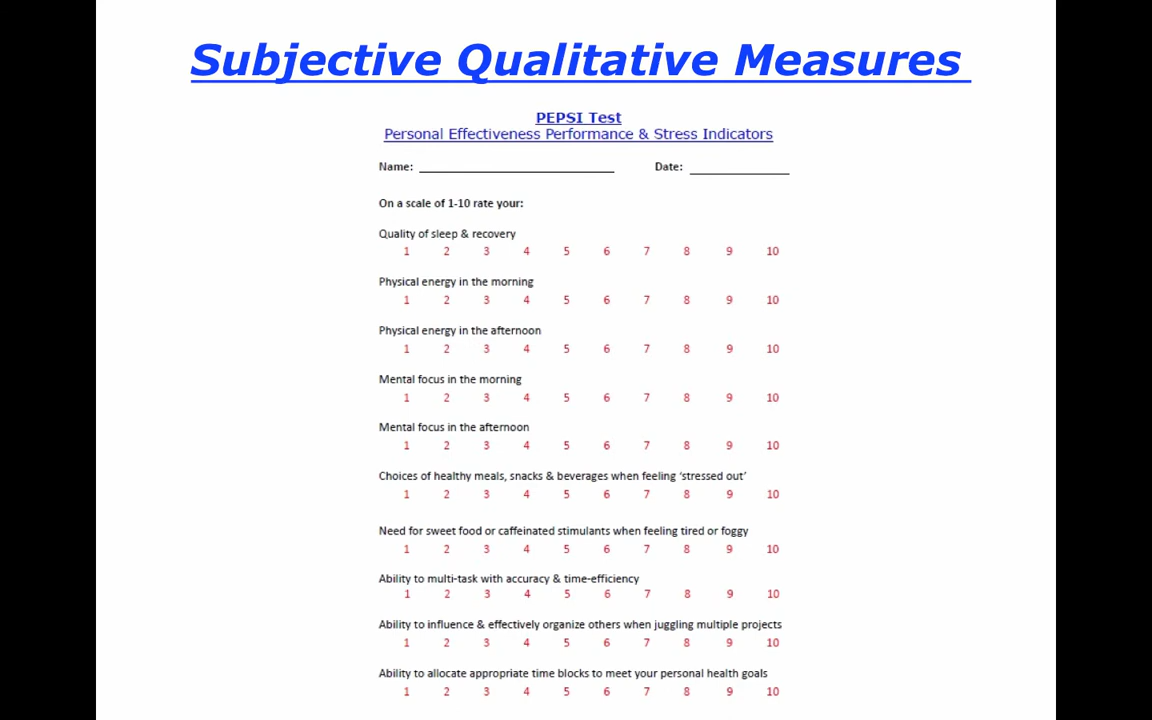 Subjective Qualitative Measures
PEPSI Test
Personal Effectiveness Performance & Stress Indicators
Name: ____________________ Date: __________
On a scale of 1-10 rate your:
Quality of sleep & recovery
1 2 3 4 5 6 7 8 9 10
Physical energy in the morning
1 2 3 4 5 6 7 8 9 10
Physical energy in the afternoon
1 2 3 4 5 6 7 8 9 10
Mental focus in the morning
1 2 3 4 5 6 7 8 9 10
Mental focus in the afternoon
1 2 3 4 5 6 7 8 9 10
Choices of healthy meals, snacks & beverages when feeling ‘stressed out’
1 2 3 4 5 6 7 8 9 10
Need for sweet food or caffeinated stimulants when feeling tired or foggy
1 2 3 4 5 6 7 8 9 10
Ability to multi-task with accuracy & time-efficiency
1 2 3 4 5 6 7 8 9 10
Ability to influence & effectively organize others when juggling multiple projects
1 2 3 4 5 6 7 8 9 10
Ability to allocate appropriate time blocks to meet your personal health goals
1 2 3 4 5 6 7 8 9 10